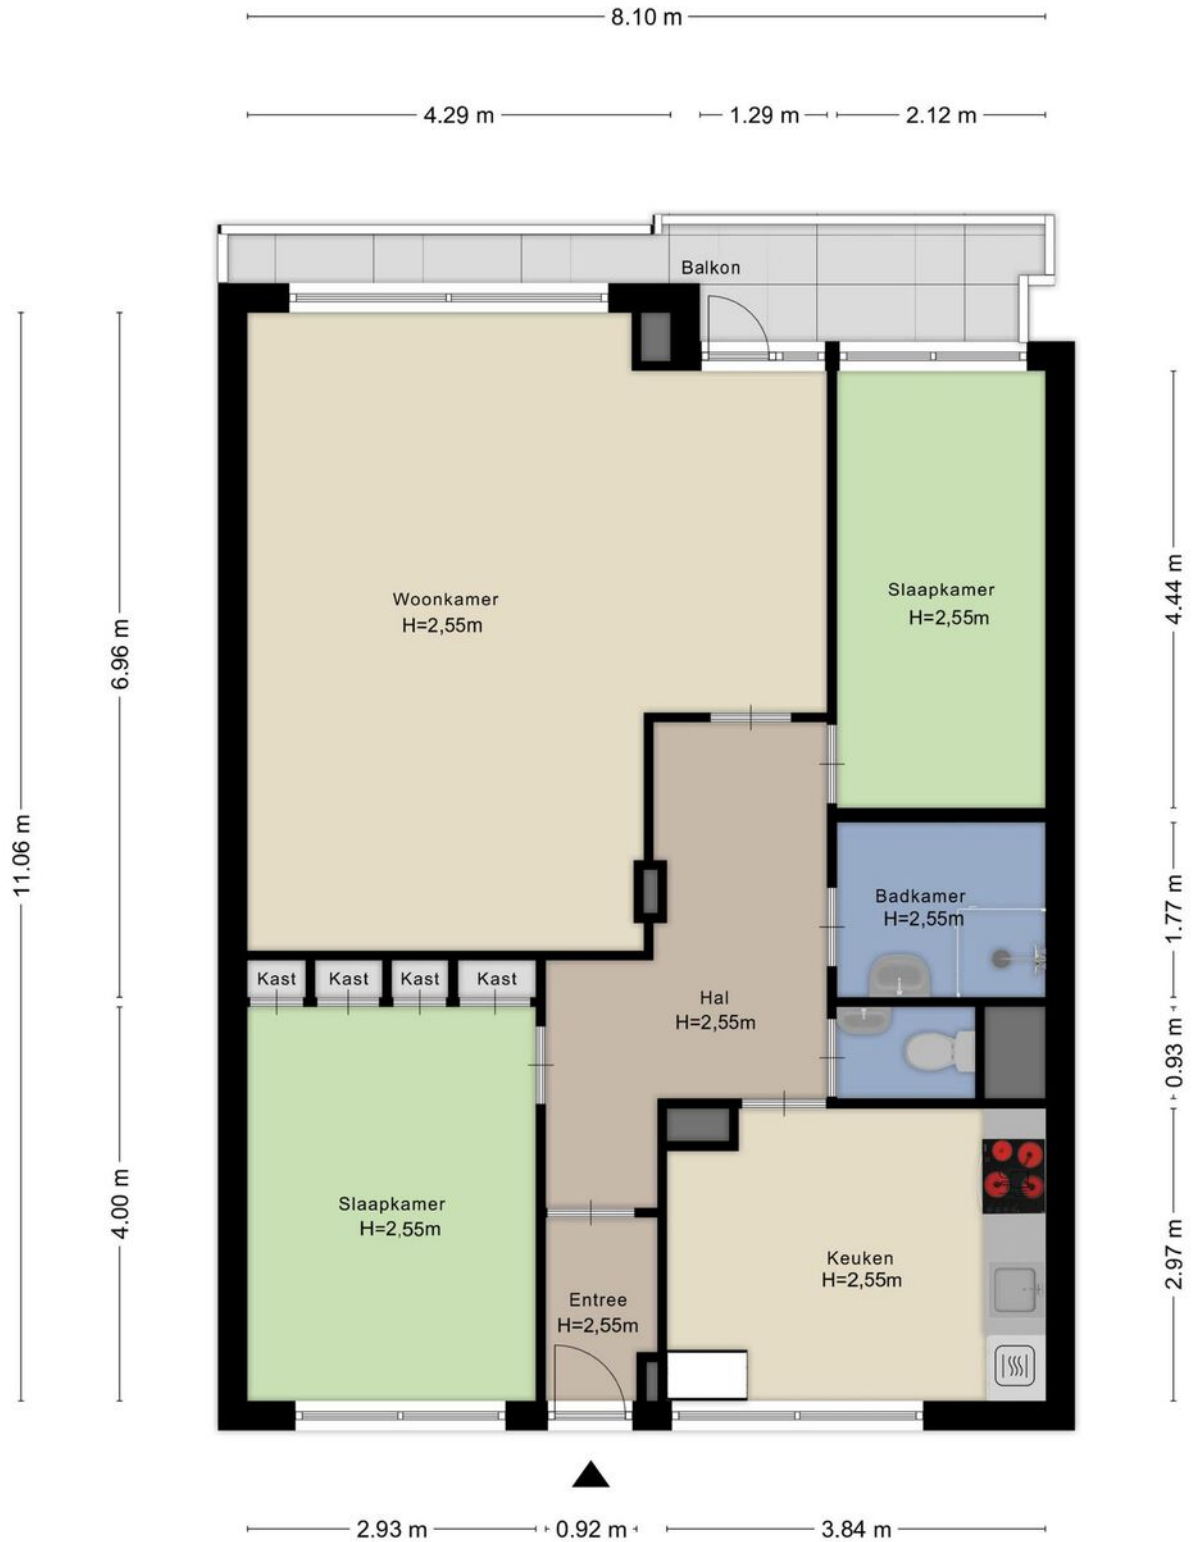 8.10 m
4.29 m
1.29 m
2.12 m
Balkon
Woonkamer
H=2,55m
Slaapkamer
H=2,55m
4.44 m
6.96 m
11.06 m
Badkamer
H=2,55m
1.77 m
Kast
Kast
Kast
Kast
Hal
H=2,55m
0.93 m
Slaapkamer
H=2,55m
4.00 m
Keuken
H=2,55m
2.97 m
Entree
H=2,55m
2.93 m
0.92 m
3.84 m